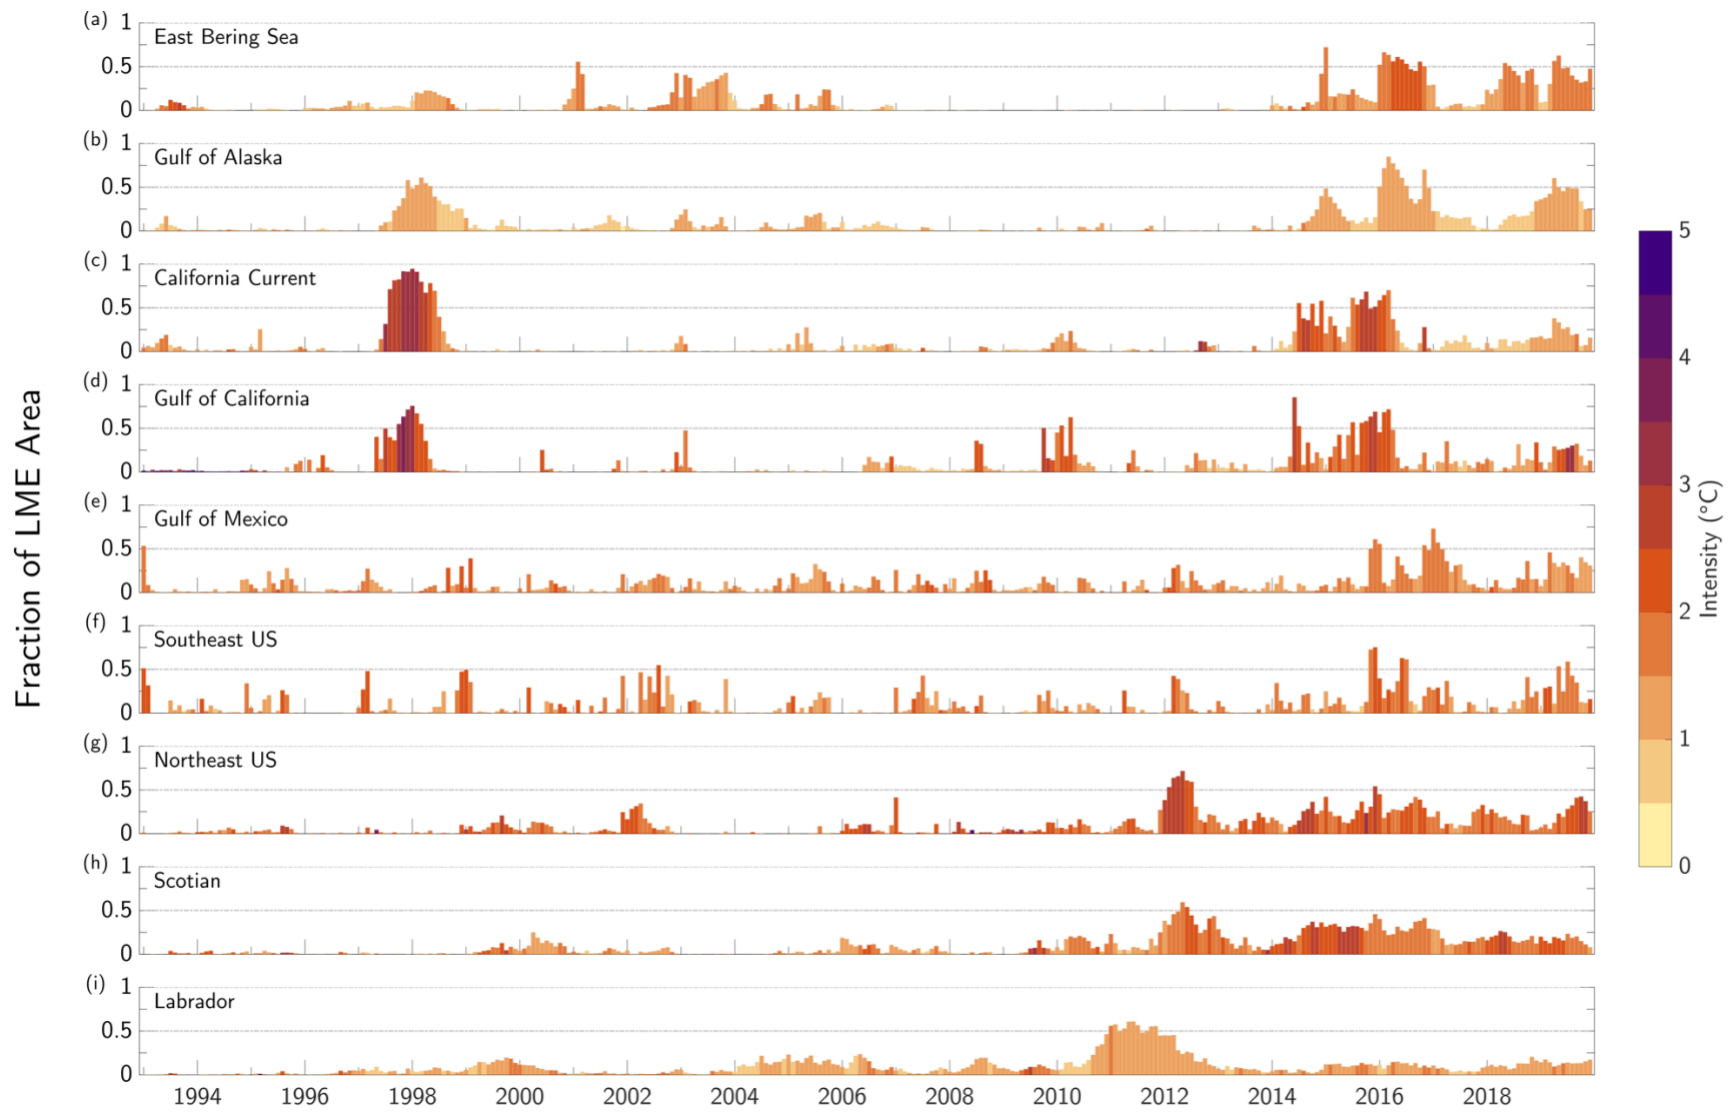 (a) 1
East Bering Sea
0.5
0
(b) 1
Gulf of Alaska
0.5
0
(c) 1
California Current
0.5
0
(d) 1
Gulf of California
0.5
0
(e) 1
Gulf of Mexico
0.5
0
(f) 1
Southeast US
0.5
0
(g) 1
Northeast US
0.5
0
(h) 1
Scotian
0.5
0
(i) 1
Labrador
0.5
0
1994 1996 1998 2000 2002 2004 2006 2008 2010 2012 2014 2016 2018
Fraction of LME Area
5
4
3
2
1
0
Intensity (°C)